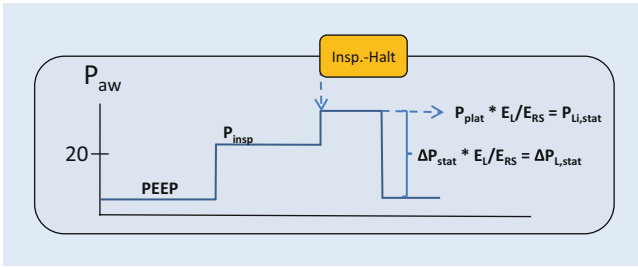 Insp.-Halt
Paw
Pplat * EL/ERS = PLi,stat
Pinsp
20
ΔPstat * EL/ERS = ΔPL,stat
PEEP